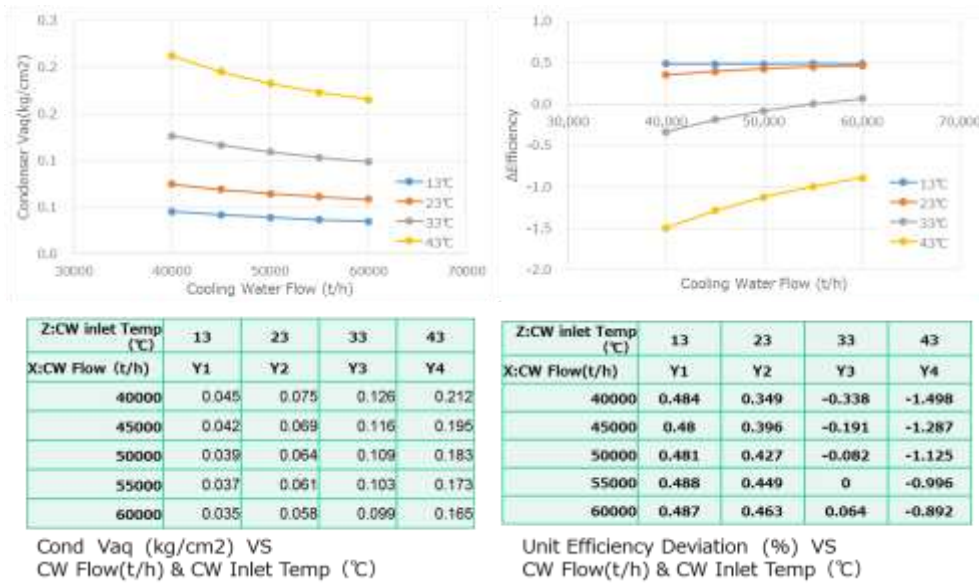 0.3
0.2
0.2
0.1
0.1
0.0
Condenser Vaq(kg/cm2)
13℃
23℃
33℃
43℃
30000 40000 50000 60000 70000
Cooling Water Flow (t/h)
1.0
0.5
0.0
-0.5
-1.0
-1.5
-2.0
ΔEfficiency
30,000 40,000 50,000 60,000 70,000
13℃
23℃
33℃
43℃
Cooling Water Flow (t/h)
Z:CW inlet Temp (℃) 13 23 33 43
X:CW Flow (t/h) Y1 Y2 Y3 Y4
40000 0.045 0.075 0.126 0.212
45000 0.042 0.069 0.116 0.195
50000 0.039 0.064 0.109 0.183
55000 0.037 0.061 0.103 0.173
60000 0.035 0.058 0.099 0.165
Cond Vaq (kg/cm2) VS
CW Flow(t/h) & CW Inlet Temp (℃)
Z:CW inlet Temp (℃) 13 23 33 43
X:CW Flow(t/h) Y1 Y2 Y3 Y4
40000 0.484 0.349 -0.338 -1.498
45000 0.48 0.396 -0.191 -1.287
50000 0.481 0.427 -0.082 -1.125
55000 0.488 0.449 0 -0.996
60000 0.487 0.463 0.064 -0.892
Unit Efficiency Deviation (%) VS
CW Flow(t/h) & CW Inlet Temp (℃)